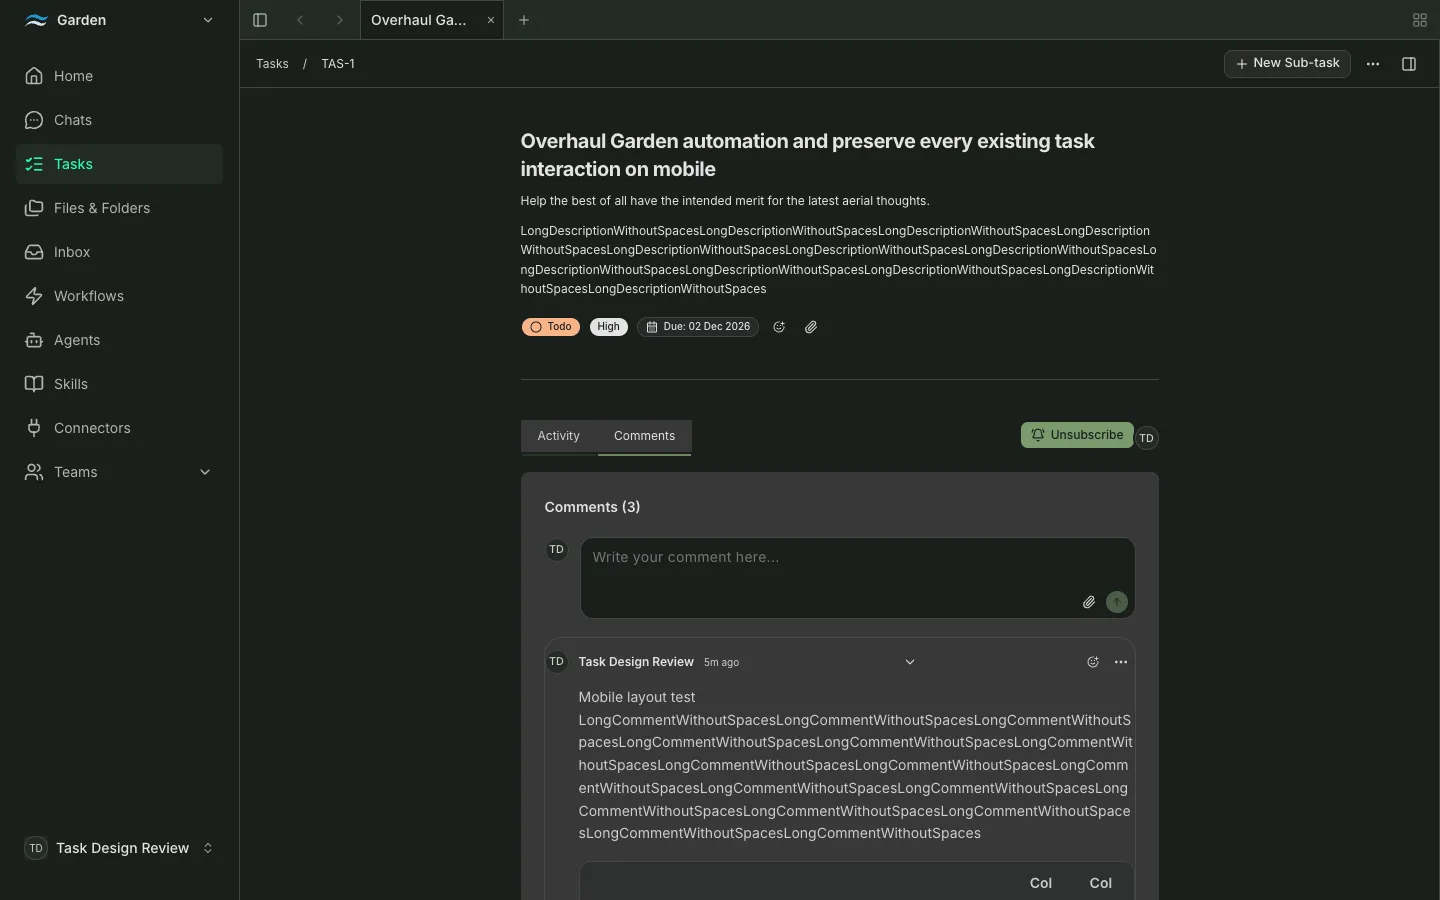 Garden
Overhaul Ga...
Home
Chats
Tasks
Files & Folders
Inbox
Workflows
Agents
Skills
Connectors
Teams
TD Task Design Review
Tasks / TAS-1
New Sub-task
Overhaul Garden automation and preserve every existing task
interaction on mobile
Help the best of all have the intended merit for the latest aerial thoughts.
LongDescriptionWithoutSpacesLongDescriptionWithoutSpacesLongDescriptionWithoutSpacesLongDescription
WithoutSpacesLongDescriptionWithoutSpacesLongDescriptionWithoutSpacesLongDescriptionWithoutSpacesLo
ngDescriptionWithoutSpacesLongDescriptionWithoutSpacesLongDescriptionWithoutSpacesLongDescriptionWit
houtSpacesLongDescriptionWithoutSpaces
Todo High Due: 02 Dec 2026
Activity Comments
Unsubscribe TD
Comments (3)
TD Write your comment here...
TD Task Design Review 5m ago
Mobile layout test
LongCommentWithoutSpacesLongCommentWithoutSpacesLongCommentWithoutS
pacesLongCommentWithoutSpacesLongCommentWithoutSpacesLongCommentWit
houtSpacesLongCommentWithoutSpacesLongCommentWithoutSpacesLongComm
entWithoutSpacesLongCommentWithoutSpacesLongCommentWithoutSpacesLong
CommentWithoutSpacesLongCommentWithoutSpacesLongCommentWithoutSpace
sLongCommentWithoutSpacesLongCommentWithoutSpaces
Col Col